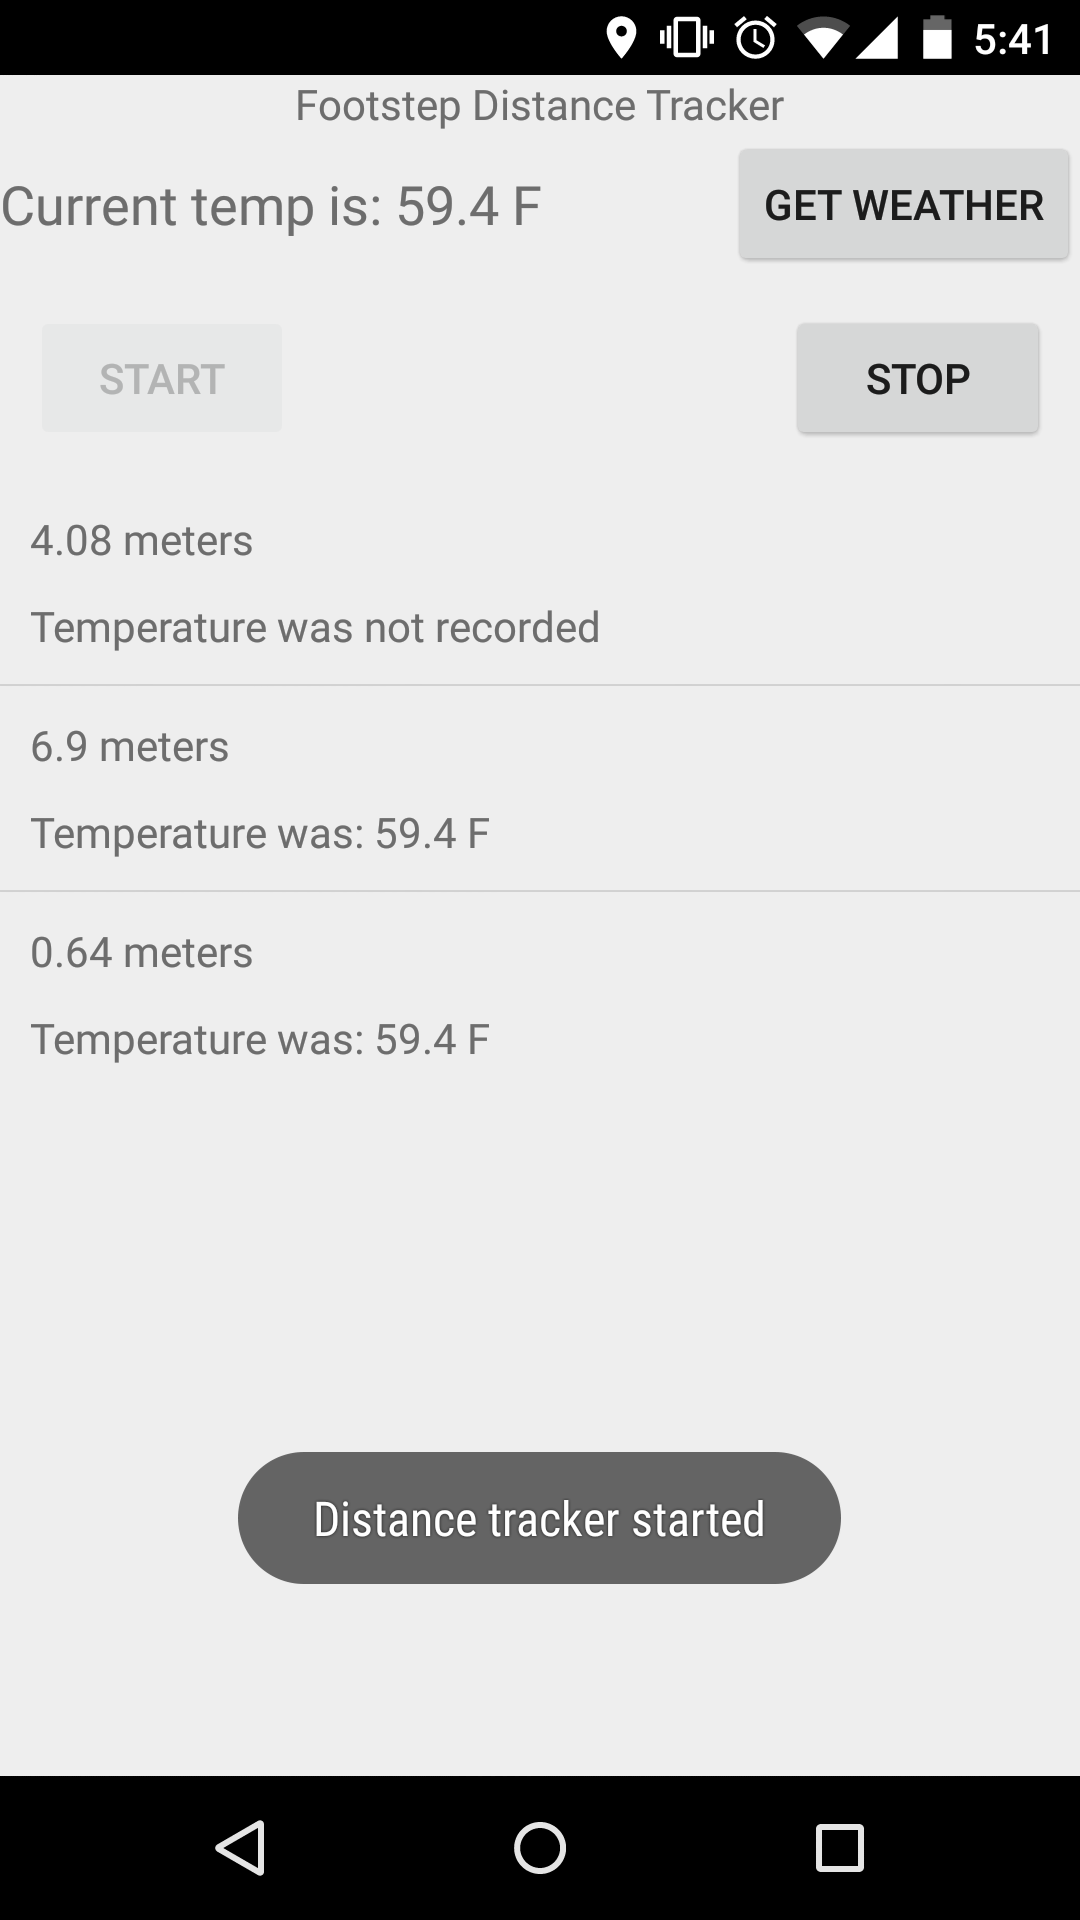 5:41
Footstep Distance Tracker
Current temp is: 59.4 F
GET WEATHER
START
STOP
4.08 meters
Temperature was not recorded
6.9 meters
Temperature was: 59.4 F
0.64 meters
Temperature was: 59.4 F
Distance tracker started